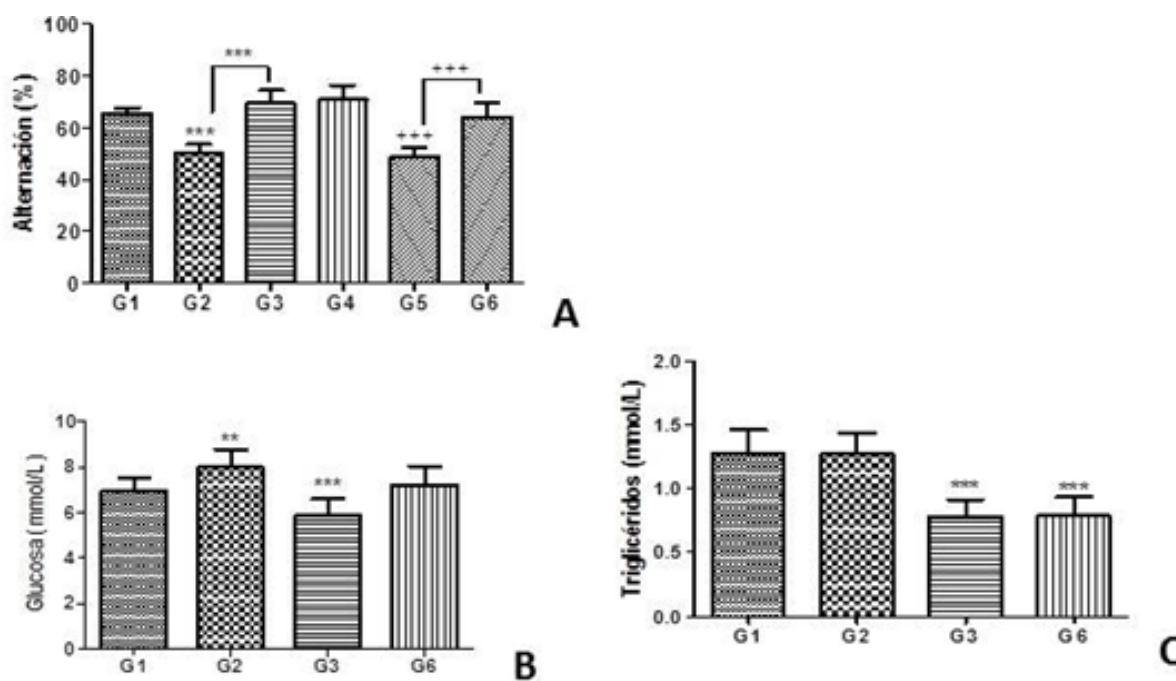 100
80
60
40
20
0
Alternación (%)
***
***
+++
+++
G1 G2 G3 G4 G5 G6
A
10
8
6
4
2
0
Glucosa ( mmol/L)
**
***
G1 G2 G3 G6
B
2.0
1.5
1.0
0.5
0.0
Triglicéridos (mmol/L)
*** ***
G1 G2 G3 G6
C